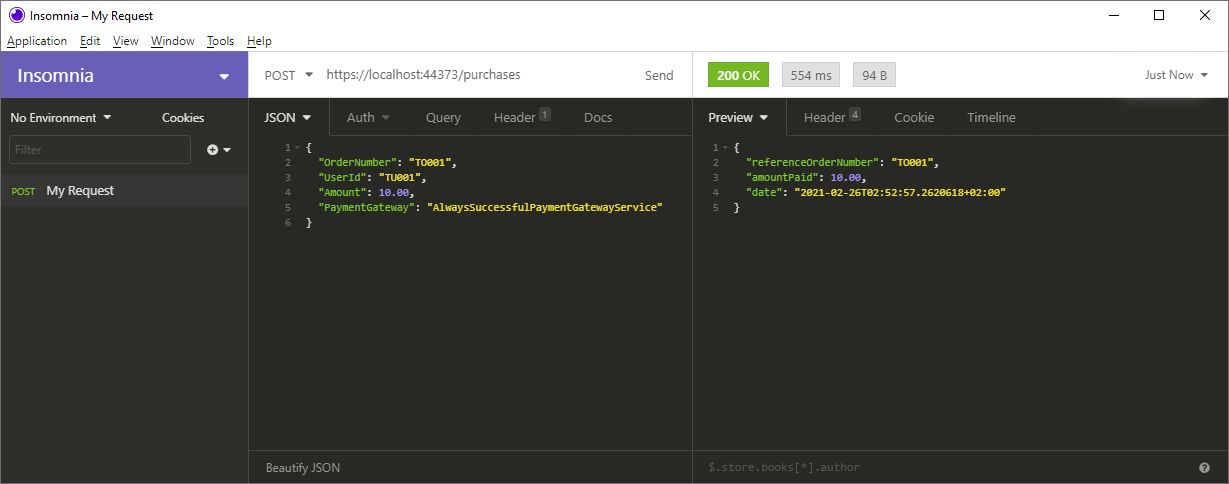 Insomnia – My Request
Application Edit View Window Tools Help
Insomnia
POST https://localhost:44373/purchases Send
200 OK 554 ms 94 B Just Now
No Environment Cookies
Filter
POST My Request
JSON Auth Query Header 1 Docs
1 {
2 "OrderNumber": "TO001",
3 "UserId": "TU001",
4 "Amount": 10.00,
5 "PaymentGateway": "AlwaysSuccessfulPaymentGatewayService"
6 }
Beautify JSON
Preview Header 4 Cookie Timeline
1 {
2 "referenceOrderNumber": "TO001",
3 "amountPaid": 10.00,
4 "date": "2021-02-26T02:52:57.2620618+02:00"
5 }
$.store.books[*].author